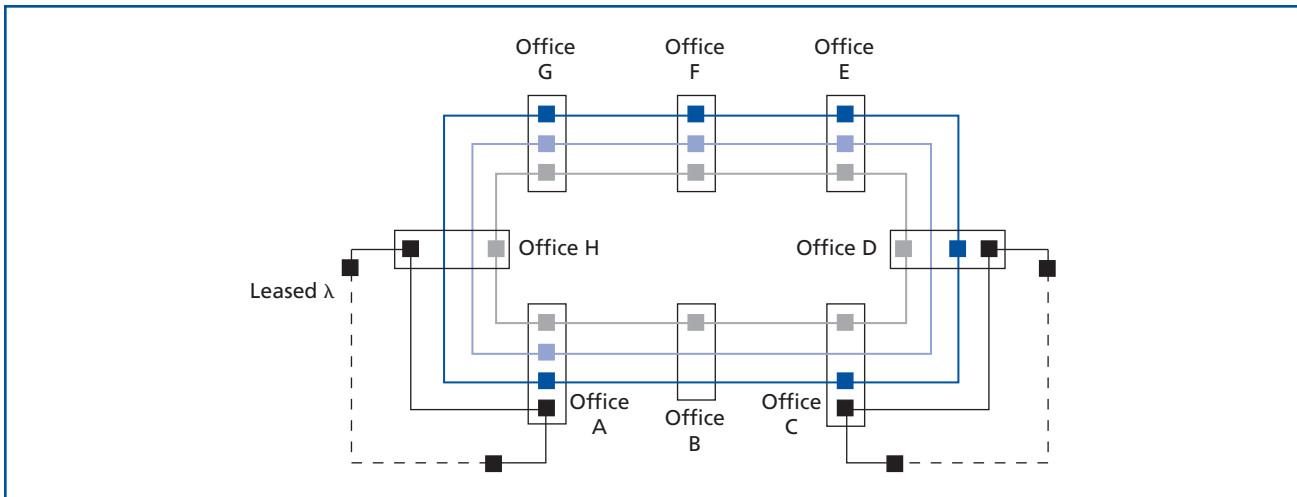 Office
G
Office
F
Office
E
Office H
Office D
Leased λ
Office
A
Office
B
Office
C